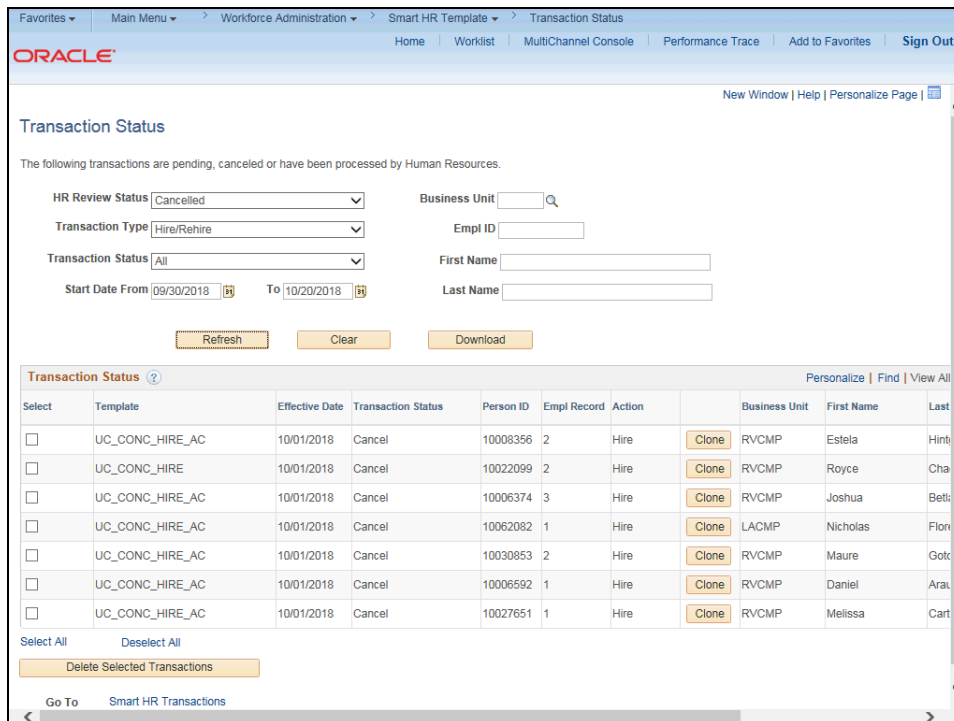 Favorites Main Menu > Workforce Administration > Smart HR Template > Transaction Status
Home | Worklist | MultiChannel Console | Performance Trace | Add to Favorites | Sign Out
ORACLE
New Window | Help | Personalize Page |
Transaction Status
The following transactions are pending, canceled or have been processed by Human Resources.
HR Review Status Cancelled Business Unit
Transaction Type Hire/Rehire Empl ID
Transaction Status All First Name
Start Date From 09/30/2018 31 To 10/20/2018 31 Last Name
Refresh Clear Download
Transaction Status ? Personalize | Find | View All
Select Template Effective Date Transaction Status Person ID Empl Record Action Business Unit First Name Last
UC_CONC_HIRE_AC 10/01/2018 Cancel 10008356 2 Hire Clone RVCMP Estela
UC_CONC_HIRE 10/01/2018 Cancel 10022099 2 Hire Clone RVCMP Royce
UC_CONC_HIRE_AC 10/01/2018 Cancel 10006374 3 Hire Clone RVCMP Joshua
UC_CONC_HIRE_AC 10/01/2018 Cancel 10062082 1 Hire Clone LACMP Nicholas Flore
UC_CONC_HIRE_AC 10/01/2018 Cancel 10030853 2 Hire Clone RVCMP Maure
UC_CONC_HIRE_AC 10/01/2018 Cancel 10006592 1 Hire Clone RVCMP Daniel Arau
UC_CONC_HIRE_AC 10/01/2018 Cancel 10027651 1 Hire Clone RVCMP Melissa Cart
Select All Deselect All
Delete Selected Transactions
Go To Smart HR Transactions